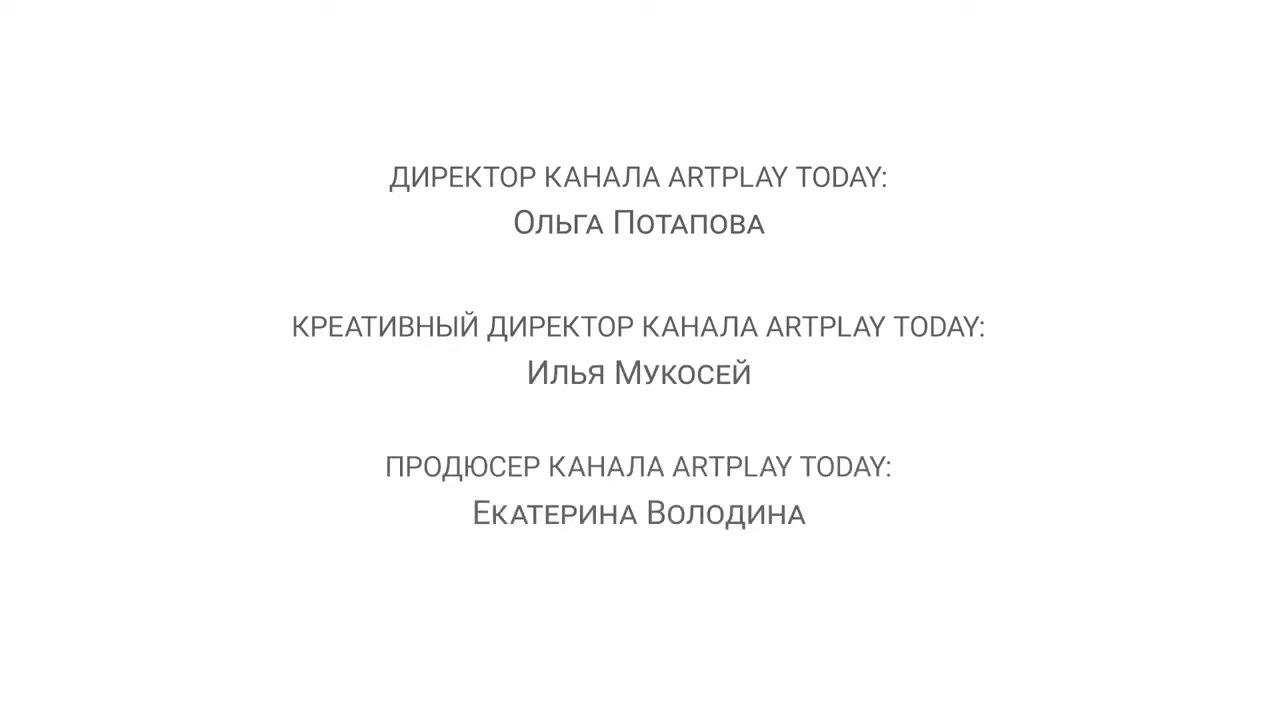 ДИРЕКТОР КАНАЛА ARTPLAY TODAY:
Ольга Потапова
КРЕАТИВНЫЙ ДИРЕКТОР КАНАЛА ARTPLAY TODAY:
Илья Мукосей
ПРОДЮСЕР КАНАЛА ARTPLAY TODAY:
Екатерина Володина